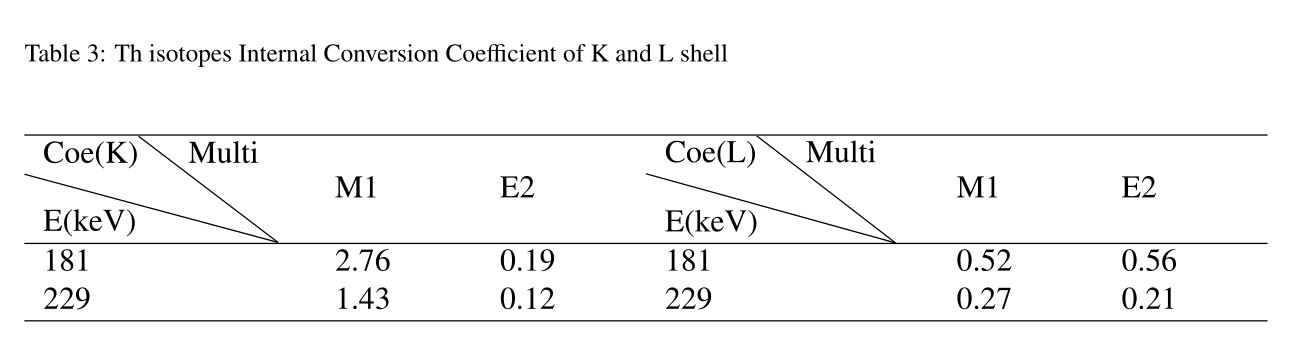 Table 3: Th isotopes Internal Conversion Coefficient of K and L shell
Coe(K) Multi Coe(L) Multi
M1 E2 M1 E2
E(keV) E(keV)
181 2.76 0.19 181 0.52 0.56
229 1.43 0.12 229 0.27 0.21